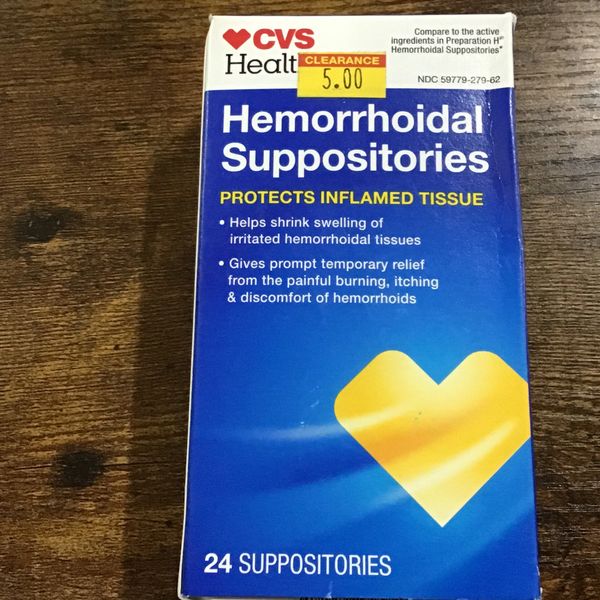 CVS
Healt
CLEARANCE
5.00
Compare to the active
ingredients in Preparation H®
Hemorrhoidal Suppositories*
NDC 59779-279-62
Hemorrhoidal
Suppositories
PROTECTS INFLAMED TISSUE
• Helps shrink swelling of
irritated hemorrhoidal tissues
• Gives prompt temporary relief
from the painful burning, itching
& discomfort of hemorrhoids
24 SUPPOSITORIES